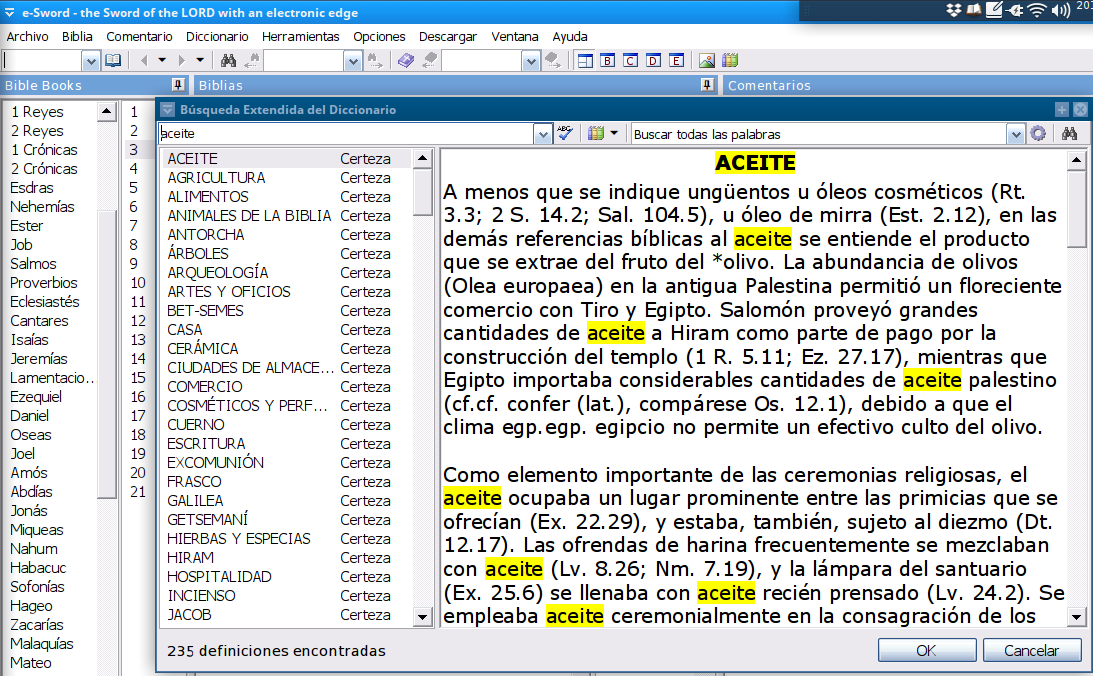 e-Sword - the Sword of the LORD with an electronic edge
Archivo Biblia Comentario Diccionario Herramientas Opciones Descargar Ventana Ayuda
B C D E
Bible Books
Biblias
Comentarios
1 Reyes
2 Reyes
1 Crónicas
2 Crónicas
Esdras
Nehemías
Ester
Job
Salmos
Proverbios
Eclesiastés
Cantares
Isaías
Jeremías
Lamentacio...
Ezequiel
Daniel
Oseas
Joel
Amós
Abdías
Jonás
Miqueas
Nahum
Habacuc
Sofonías
Hageo
Zacarías
Malaquías
Mateo
1
2
3
4
5
6
7
8
9
10
11
12
13
14
15
16
17
18
19
20
21
Búsqueda Extendida del Diccionario
aceite
ABC
Buscar todas las palabras
ACEITE Certeza
AGRICULTURA Certeza
ALIMENTOS Certeza
ANIMALES DE LA BIBLIA Certeza
ANTORCHA Certeza
ÁRBOLES Certeza
ARQUEOLOGÍA Certeza
ARTES Y OFICIOS Certeza
BET-SEMES Certeza
CASA Certeza
CERÁMICA Certeza
CIUDADES DE ALMACE... Certeza
COMERCIO Certeza
COSMÉTICOS Y PERF... Certeza
CUERNO Certeza
ESCRITURA Certeza
EXCOMUNIÓN Certeza
FRASCO Certeza
GALILEA Certeza
GETSEMANÍ Certeza
HIERBAS Y ESPECIAS Certeza
HIRAM Certeza
HOSPITALIDAD Certeza
INCIENSO Certeza
JACOB Certeza
ACEITE
A menos que se indique ungüentos u óleos cosméticos (Rt.
3.3; 2 S. 14.2; Sal. 104.5), u óleo de mirra (Est. 2.12), en las
demás referencias bíblicas al aceite se entiende el producto
que se extrae del fruto del *olivo. La abundancia de olivos
(Olea europaea) en la antigua Palestina permitió un floreciente
comercio con Tiro y Egipto. Salomón proveyó grandes
cantidades de aceite a Hiram como parte de pago por la
construcción del templo (1 R. 5.11; Ez. 27.17), mientras que
Egipto importaba considerables cantidades de aceite palestino
(cf.cf. confer (lat.), compárese Os. 12.1), debido a que el
clima egp.egp. egipcio no permite un efectivo culto del olivo.
Como elemento importante de las ceremonias religiosas, el
aceite ocupaba un lugar prominente entre las primicias que se
ofrecían (Ex. 22.29), y estaba, también, sujeto al diezmo (Dt.
12.17). Las ofrendas de harina frecuentemente se mezclaban
con aceite (Lv. 8.26; Nm. 7.19), y la lámpara del santuario
(Ex. 25.6) se llenaba con aceite recién prensado (Lv. 24.2). Se
empleaba aceite ceremonialmente en la consagración de los
235 definiciones encontradas
OK
Cancelar